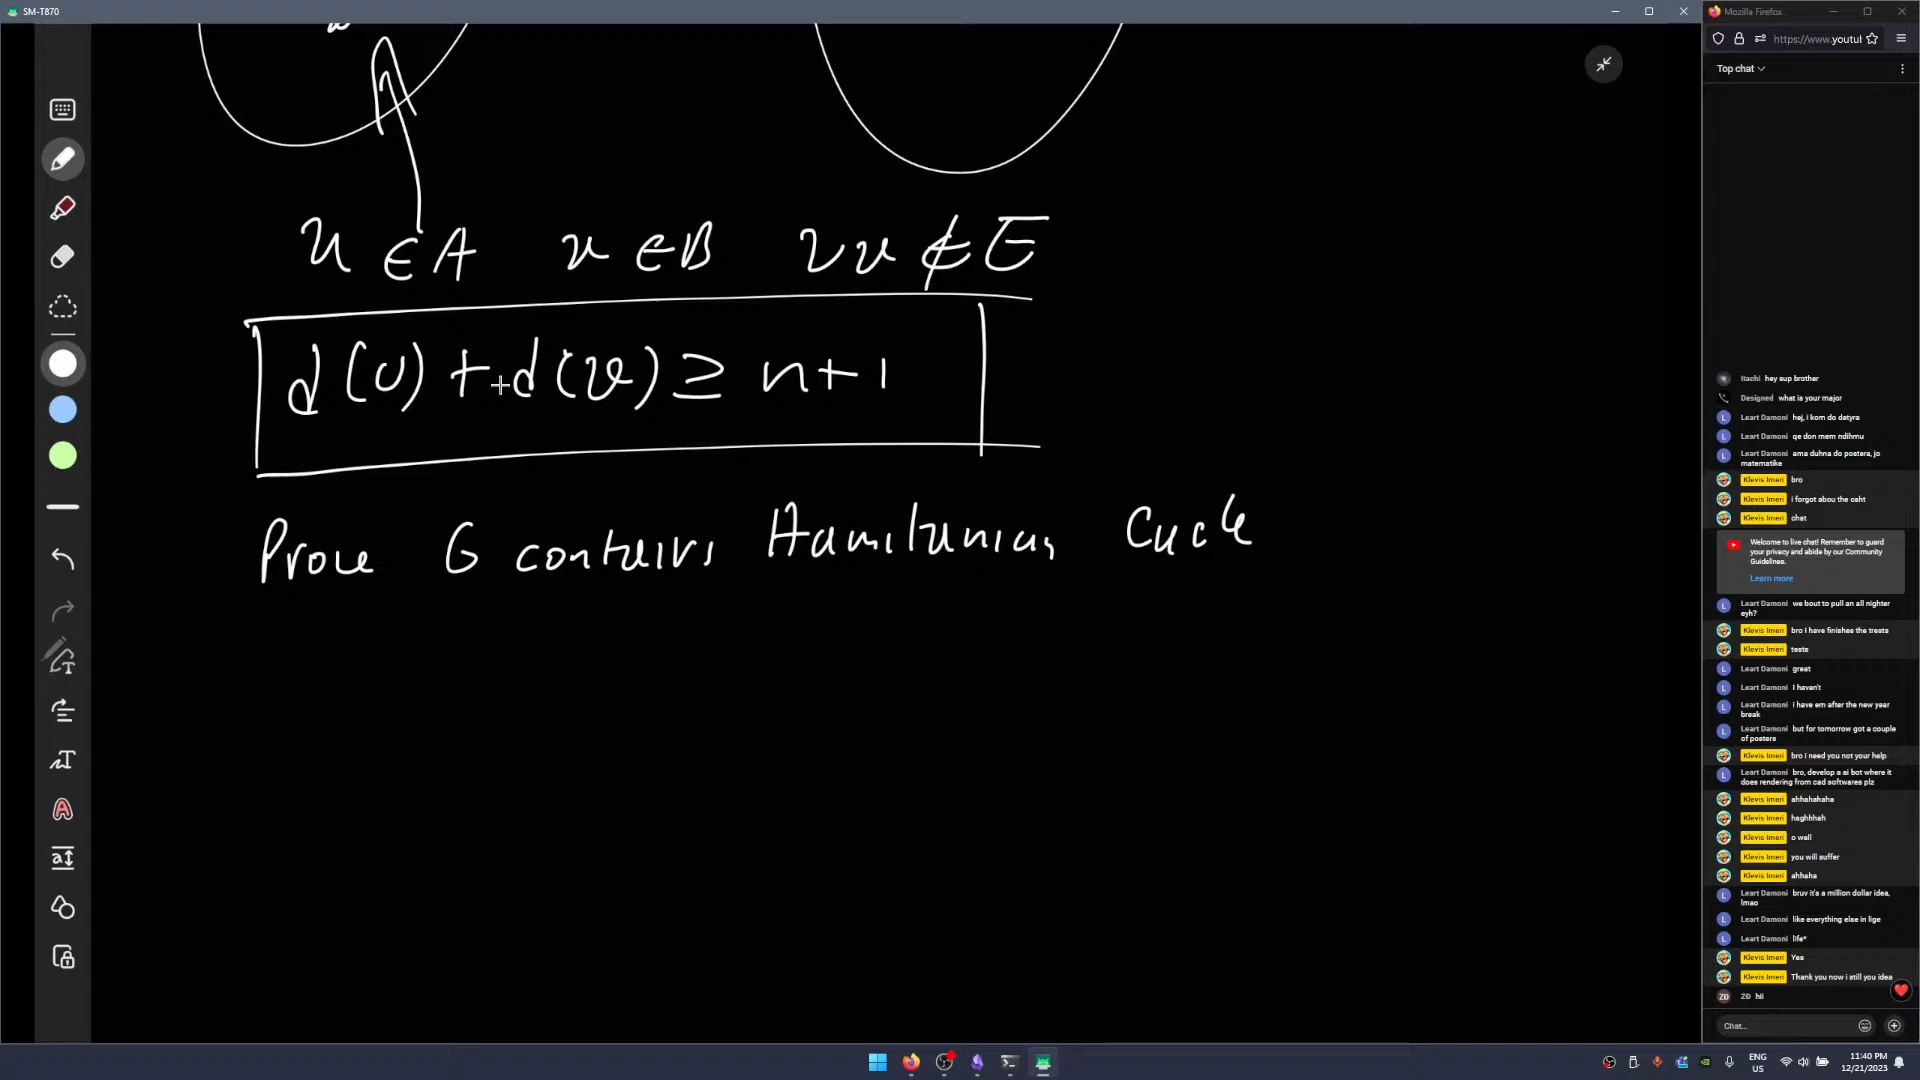 SM-T870
u ∈ A v ∈ B uv ∉ E
d(u) + d(v) ≥ n+1
Prove G contains Hamiltonian Cycle
Mozilla Firefox
https://www.youtul
Top chat
Itachi hey sup brother
Designed what is your major
Leart Damoni hej, i kom do detyra
Leart Damoni qe don mem ndihmu
Leart Damoni ama duhna do postera, jo
matematike
Klevis Imeri bro
Klevis Imeri i forgot abou the caht
Klevis Imeri chat
Welcome to live chat! Remember to guard
your privacy and abide by our Community
Guidelines.
Learn more
Leart Damoni we bout to pull an all nighter
eyh?
Klevis Imeri bro I have finishes the trests
Klevis Imeri tests
Leart Damoni great
Leart Damoni I haven't
Leart Damoni i have em after the new year
break
Leart Damoni but for tomorrow got a couple
of posters
Klevis Imeri bro i need you not your help
Leart Damoni bro, develop a ai bot where it
does rendering from cad softwares plz
Klevis Imeri ahhahahaha
Klevis Imeri haghhhah
Klevis Imeri o wall
Klevis Imeri you will suffer
Klevis Imeri ahhaha
Leart Damoni bruv it's a million dollar idea,
lmao
Leart Damoni like everything else in lige
Leart Damoni life*
Klevis Imeri Yes
Klevis Imeri Thank you now i still you idea
ZĐ hii
Chat...
ENG
US
11:40 PM
12/21/2023